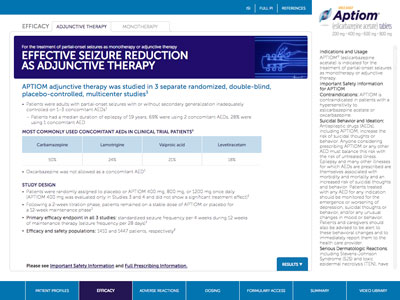 ISI
FULL PI
REFERENCES
EFFICACY
ADJUNCTIVE THERAPY
MONOTHERAPY
For the treatment of partial-onset seizures as monotherapy or adjunctive therapy
EFFECTIVE SEIZURE REDUCTION
AS ADJUNCTIVE THERAPY
APTIOM adjunctive therapy was studied in 3 separate randomized, double-blind,
placebo-controlled, multicenter studies
• Patients were adults with partial-onset seizures with or without secondary generalization inadequately
controlled on 1-3 concomitant AEDs
• Patients had a median duration of epilepsy of 19 years; 69% were using 2 concomitant AEDs, 28% were
using 1 concomitant AED
MOST COMMONLY USED CONCOMITANT AEDs IN CLINICAL TRIAL PATIENTS
Carbamazepine Lamotrigine Valproic acid Levetiracetam
50% 24% 21% 18%
• Oxcarbazepine was not allowed as a concomitant AED
STUDY DESIGN
• Patients were randomly assigned to placebo or APTIOM 400 mg, 800 mg, or 1200 mg once daily
(APTIOM 400 mg was evaluated only in Studies 3 and 4 and did not show a significant treatment effect)
• Following a 2-week titration phase, patients remained on a stable dose of APTIOM or placebo for
a 12-week maintenance phase
• Primary efficacy endpoint in all 3 studies: standardized seizure frequency per 4 weeks during 12 weeks
of maintenance therapy (seizure frequency per 28 days)
• Efficacy and safety populations: 1410 and 1447 patients, respectively
Please see Important Safety Information and Full Prescribing Information.
RESULTS
Aptiom
(eslicarbazepine acetate) tablets
200 mg • 400 mg • 600 mg • 800 mg
Indications and Usage
APTIOM® (eslicarbazepine
acetate) is indicated for the
treatment of partial-onset seizures
as monotherapy or adjunctive
therapy.
Important Safety Information
for APTIOM
Contraindications: APTIOM is
contraindicated in patients with a
hypersensitivity to
eslicarbazepine acetate or
oxcarbazepine.
Suicidal Behavior and Ideation:
Antiepileptic drugs (AEDs),
including APTIOM, increase the
risk of suicidal thoughts or
behavior. Anyone considering
prescribing APTIOM or any other
AED must balance this risk with
the risk of untreated illness.
Epilepsy and many other illnesses
for which AEDs are prescribed are
themselves associated with
morbidity and mortality and an
increased risk of suicidal thoughts
and behavior. Patients treated
with any AED for any indication
should be monitored for the
emergence or worsening of
depression, suicidal thoughts or
behavior, and/or any unusual
changes in mood or behavior.
Patients and caregivers should
also be advised to be alert to
these behavioral changes and to
immediately report them to the
health care provider.
Serious Dermatologic Reactions,
including Stevens-Johnson
Syndrome (SJS) and toxic
epidermal necrolysis (TEN), have
PATIENT PROFILES
EFFICACY
ADVERSE REACTIONS
DOSING
FORMULARY ACCESS
SUMMARY
VIDEO LIBRARY